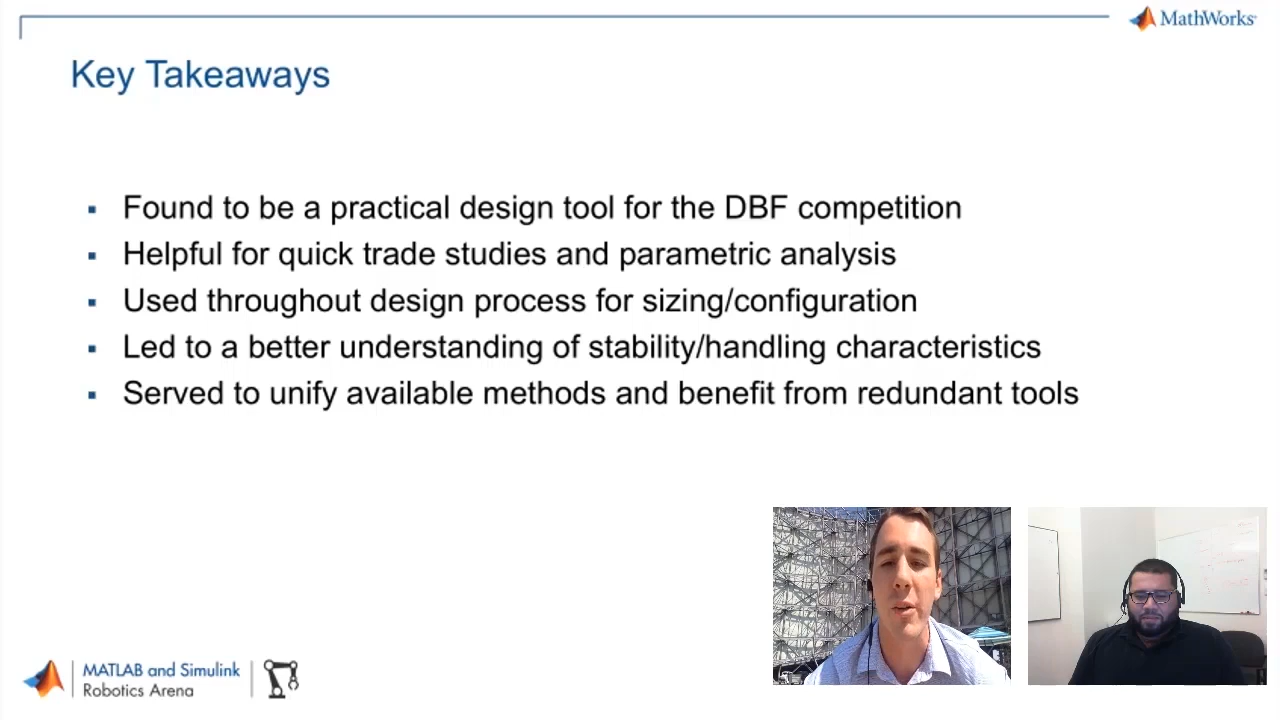 MathWorks
Key Takeaways
Found to be a practical design tool for the DBF competition
Helpful for quick trade studies and parametric analysis
Used throughout design process for sizing/configuration
Led to a better understanding of stability/handling characteristics
Served to unify available methods and benefit from redundant tools
MATLAB and Simulink
Robotics Arena